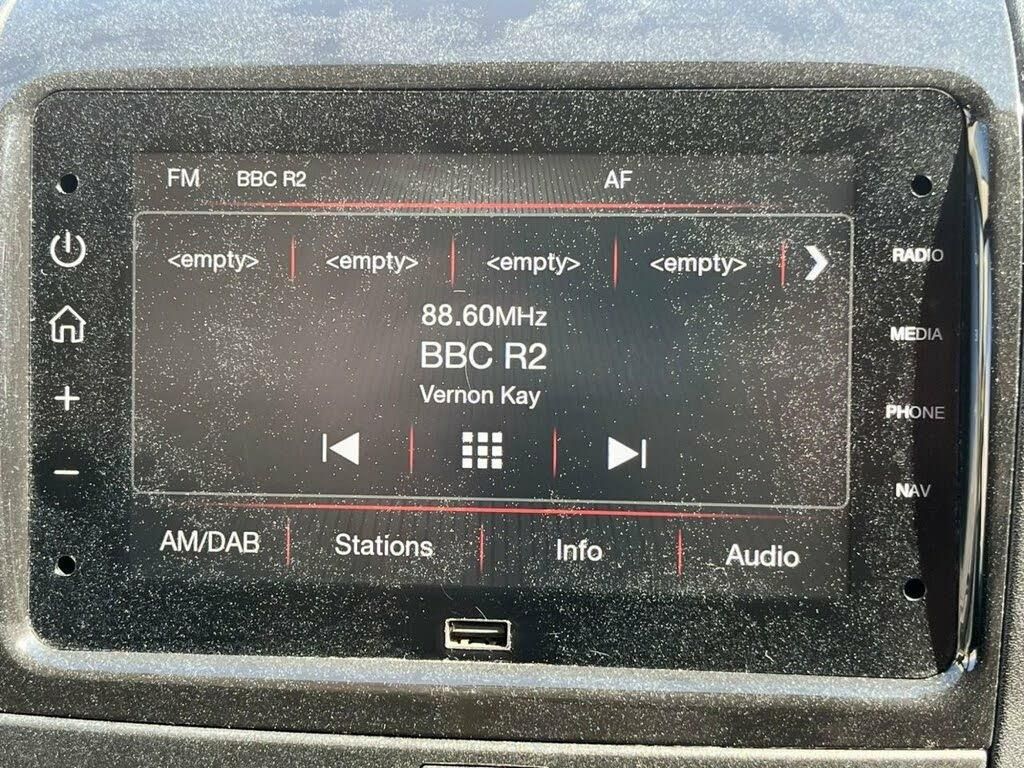 FM BBC R2 AF
<empty> <empty> <empty> <empty>
RADIO
88.60MHz
BBC R2
MEDIA
Vernon Kay
PHONE
NAV
AM/DAB Stations Info Audio